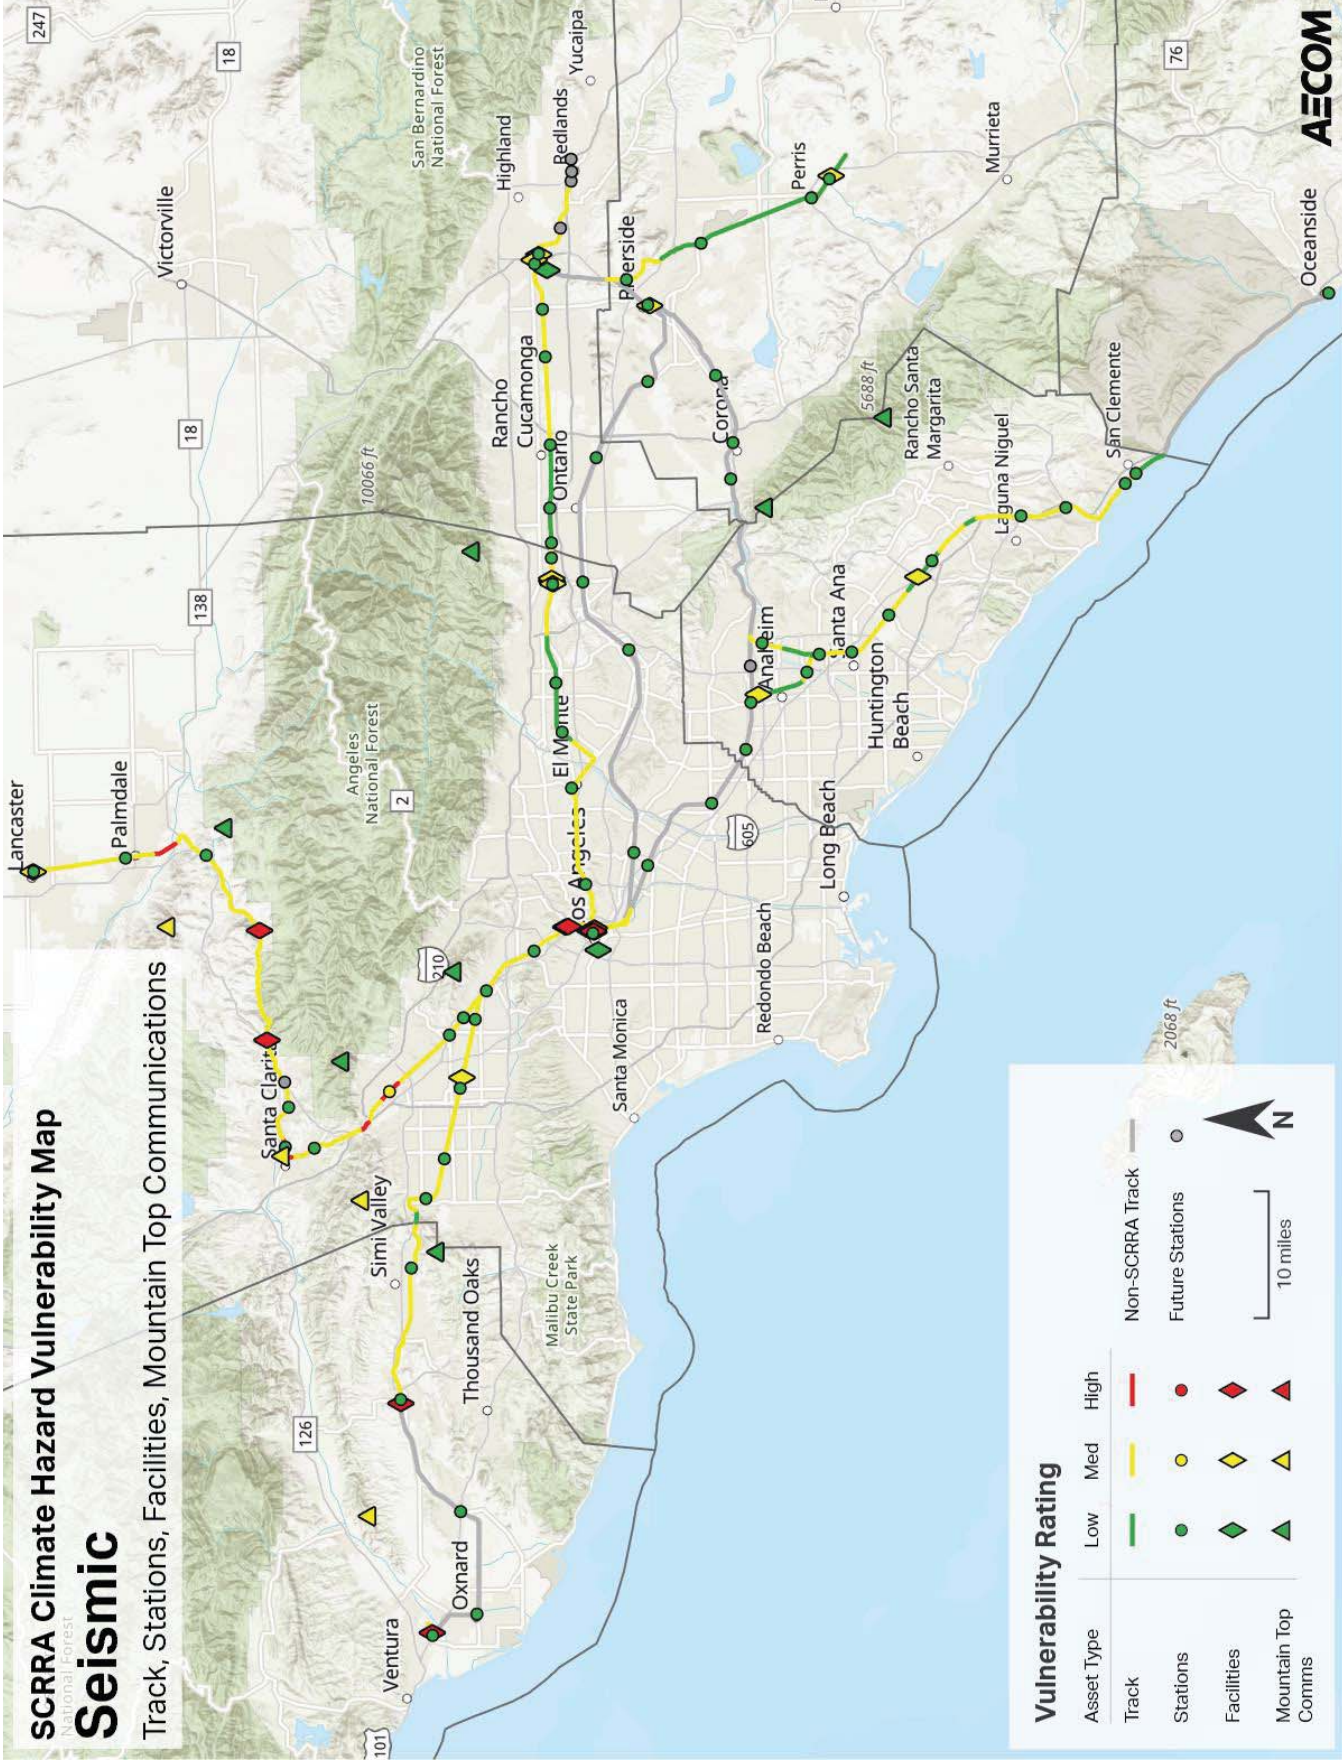 SCRRA Climate Hazard Vulnerability Map
National Forest
Seismic
Track, Stations, Facilities, Mountain Top Communications
Lancaster
Palmdale
Victorville
247
18
18
138
126
101
2
210
605
76
10066 ft
5688 ft
2068 ft
Angeles
National Forest
San Bernardino
National Forest
Santa Clarita
Simi Valley
Thousand Oaks
Ventura
Oxnard
Malibu Creek
State Park
Santa Monica
Los Angeles
El Monte
Redondo Beach
Long Beach
Rancho
Cucamonga
Ontario
Highland
Redlands
Yucaipa
Riverside
Corona
Perris
Murrieta
Anaheim
Santa Ana
Huntington
Beach
Rancho Santa
Margarita
Laguna Niguel
San Clemente
Oceanside
Vulnerability Rating
Asset Type
Low
Med
High
Track
Non-SCRRA Track
Stations
Future Stations
Facilities
Mountain Top
Comms
10 miles
N
AECOM